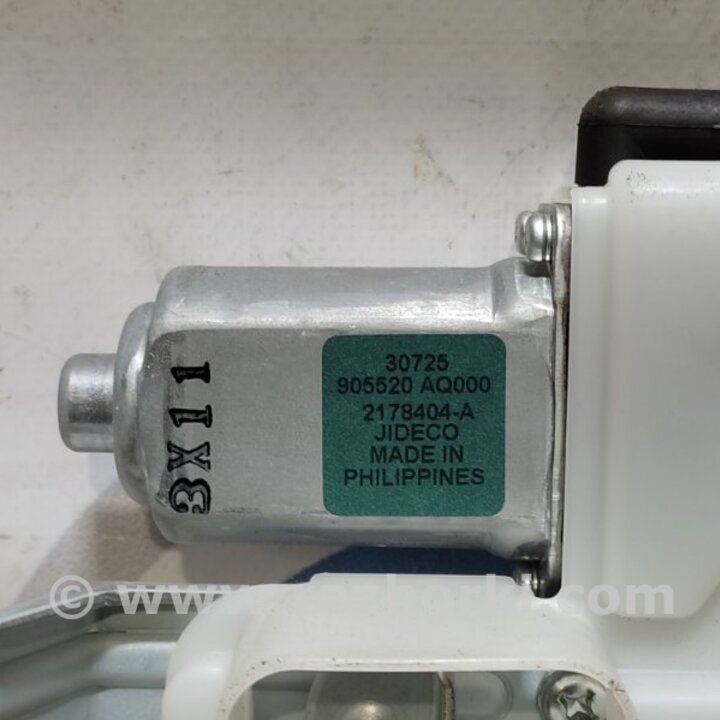 30725
905520 AQ000
2178404-A
JIDECO
MADE IN
PHILIPPINES
3X11